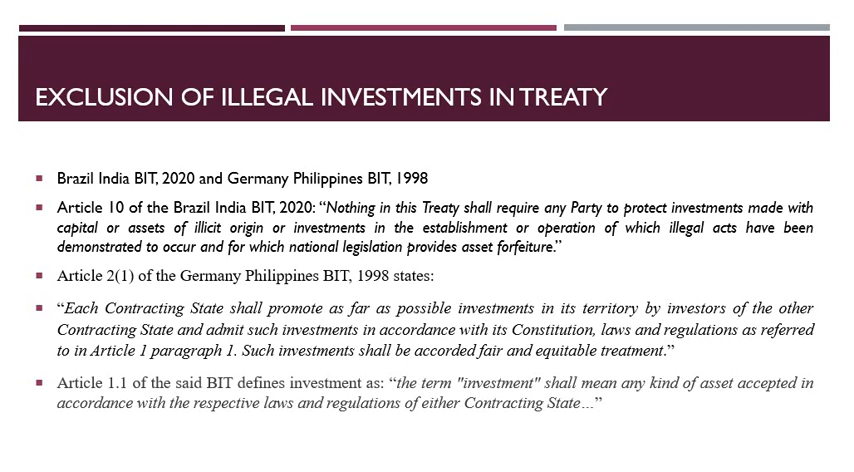 EXCLUSION OF ILLEGAL INVESTMENTS IN TREATY
Brazil India BIT, 2020 and Germany Philippines BIT, 1998
Article 10 of the Brazil India BIT, 2020: “Nothing in this Treaty shall require any Party to protect investments made with
capital or assets of illicit origin or investments in the establishment or operation of which illegal acts have been
demonstrated to occur and for which national legislation provides asset forfeiture.”
Article 2(1) of the Germany Philippines BIT, 1998 states:
“Each Contracting State shall promote as far as possible investments in its territory by investors of the other
Contracting State and admit such investments in accordance with its Constitution, laws and regulations as referred
to in Article 1 paragraph 1. Such investments shall be accorded fair and equitable treatment.”
Article 1.1 of the said BIT defines investment as: “the term "investment" shall mean any kind of asset accepted in
accordance with the respective laws and regulations of either Contracting State…”